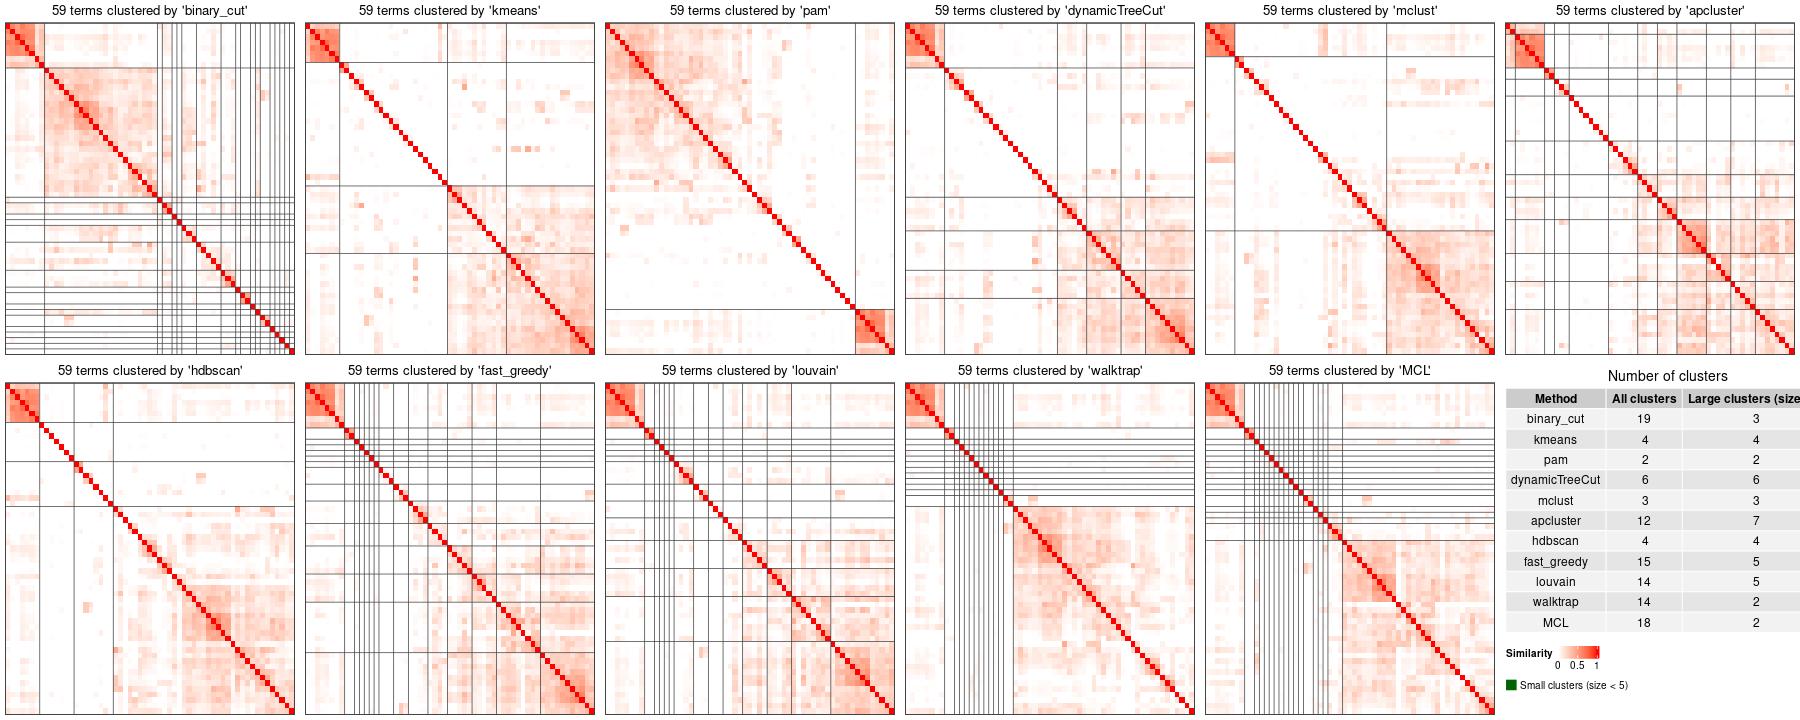 59 terms clustered by 'binary_cut'
59 terms clustered by 'kmeans'
59 terms clustered by 'pam'
59 terms clustered by 'dynamicTreeCut'
59 terms clustered by 'mclust'
59 terms clustered by 'apcluster'
59 terms clustered by 'hdbscan'
59 terms clustered by 'fast_greedy'
59 terms clustered by 'louvain'
59 terms clustered by 'walktrap'
59 terms clustered by 'MCL'
Number of clusters
Method All clusters Large clusters (size
binary_cut 19 3
kmeans 4 4
pam 2 2
dynamicTreeCut 6 6
mclust 3 3
apcluster 12 7
hdbscan 4 4
fast_greedy 15 5
louvain 14 5
walktrap 14 2
MCL 18 2
Similarity
0 0.5 1
Small clusters (size < 5)